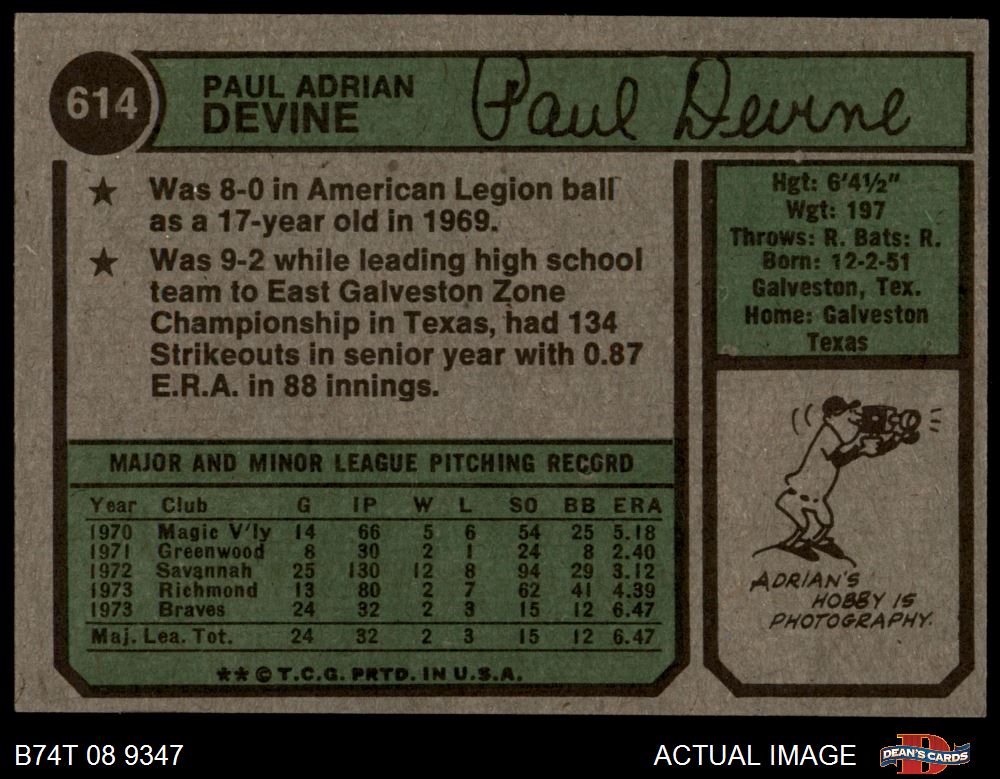 614
PAUL ADRIAN
DEVINE
Paul Devine
★ Was 8-0 in American Legion ball
as a 17-year old in 1969.
★ Was 9-2 while leading high school
team to East Galveston Zone
Championship in Texas, had 134
Strikeouts in senior year with 0.87
E.R.A. in 88 innings.
Hgt: 6'4½"
Wgt: 197
Throws: R. Bats: R.
Born: 12-2-51
Galveston, Tex.
Home: Galveston
Texas
MAJOR AND MINOR LEAGUE PITCHING RECORD
Year Club G IP W L SO BB ERA
1970 Magic V'ly 14 66 5 6 54 25 5.18
1971 Greenwood 8 30 2 1 24 8 2.40
1972 Savannah 25 130 12 8 94 29 3.12
1973 Richmond 13 80 2 7 62 41 4.39
1973 Braves 24 32 2 3 15 12 6.47
Maj. Lea. Tot. 24 32 2 3 15 12 6.47
★★ © T.C.G. PRTD. IN U.S.A.
ADRIAN'S
HOBBY IS
PHOTOGRAPHY.
B74T 08 9347
ACTUAL IMAGE
DEAN'S CARDS